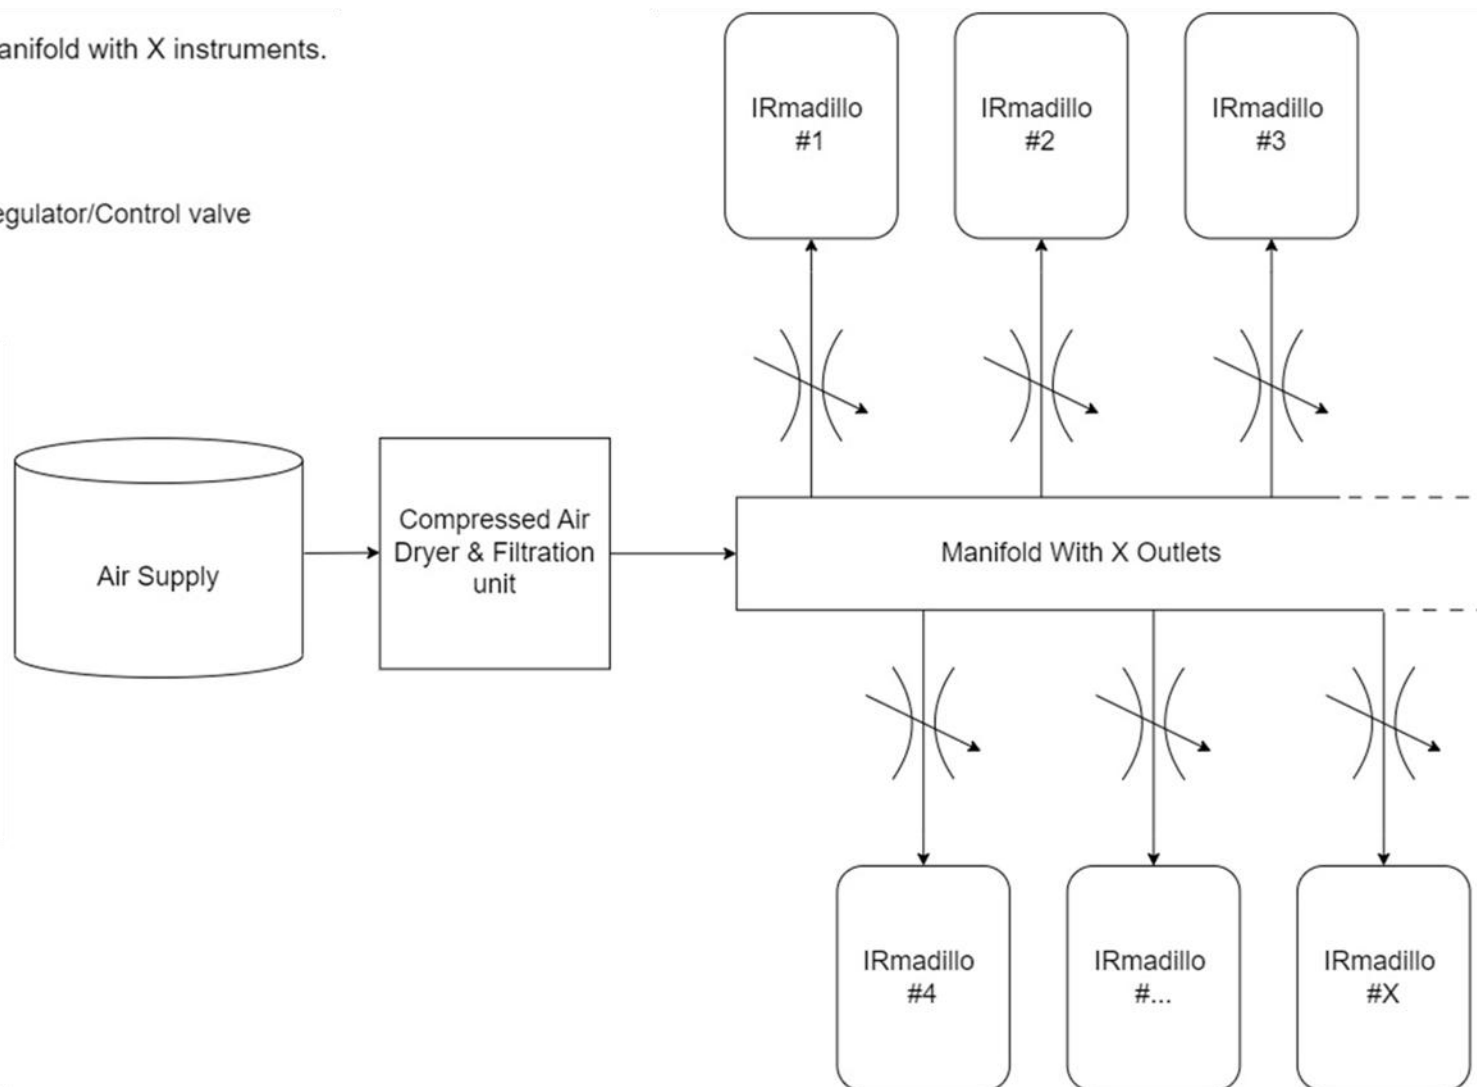 anifold with X instruments.
egulator/Control valve
IRmadillo
#1
IRmadillo
#2
IRmadillo
#3
Air Supply
Compressed Air
Dryer & Filtration
unit
Manifold With X Outlets
IRmadillo
#4
IRmadillo
#...
IRmadillo
#X